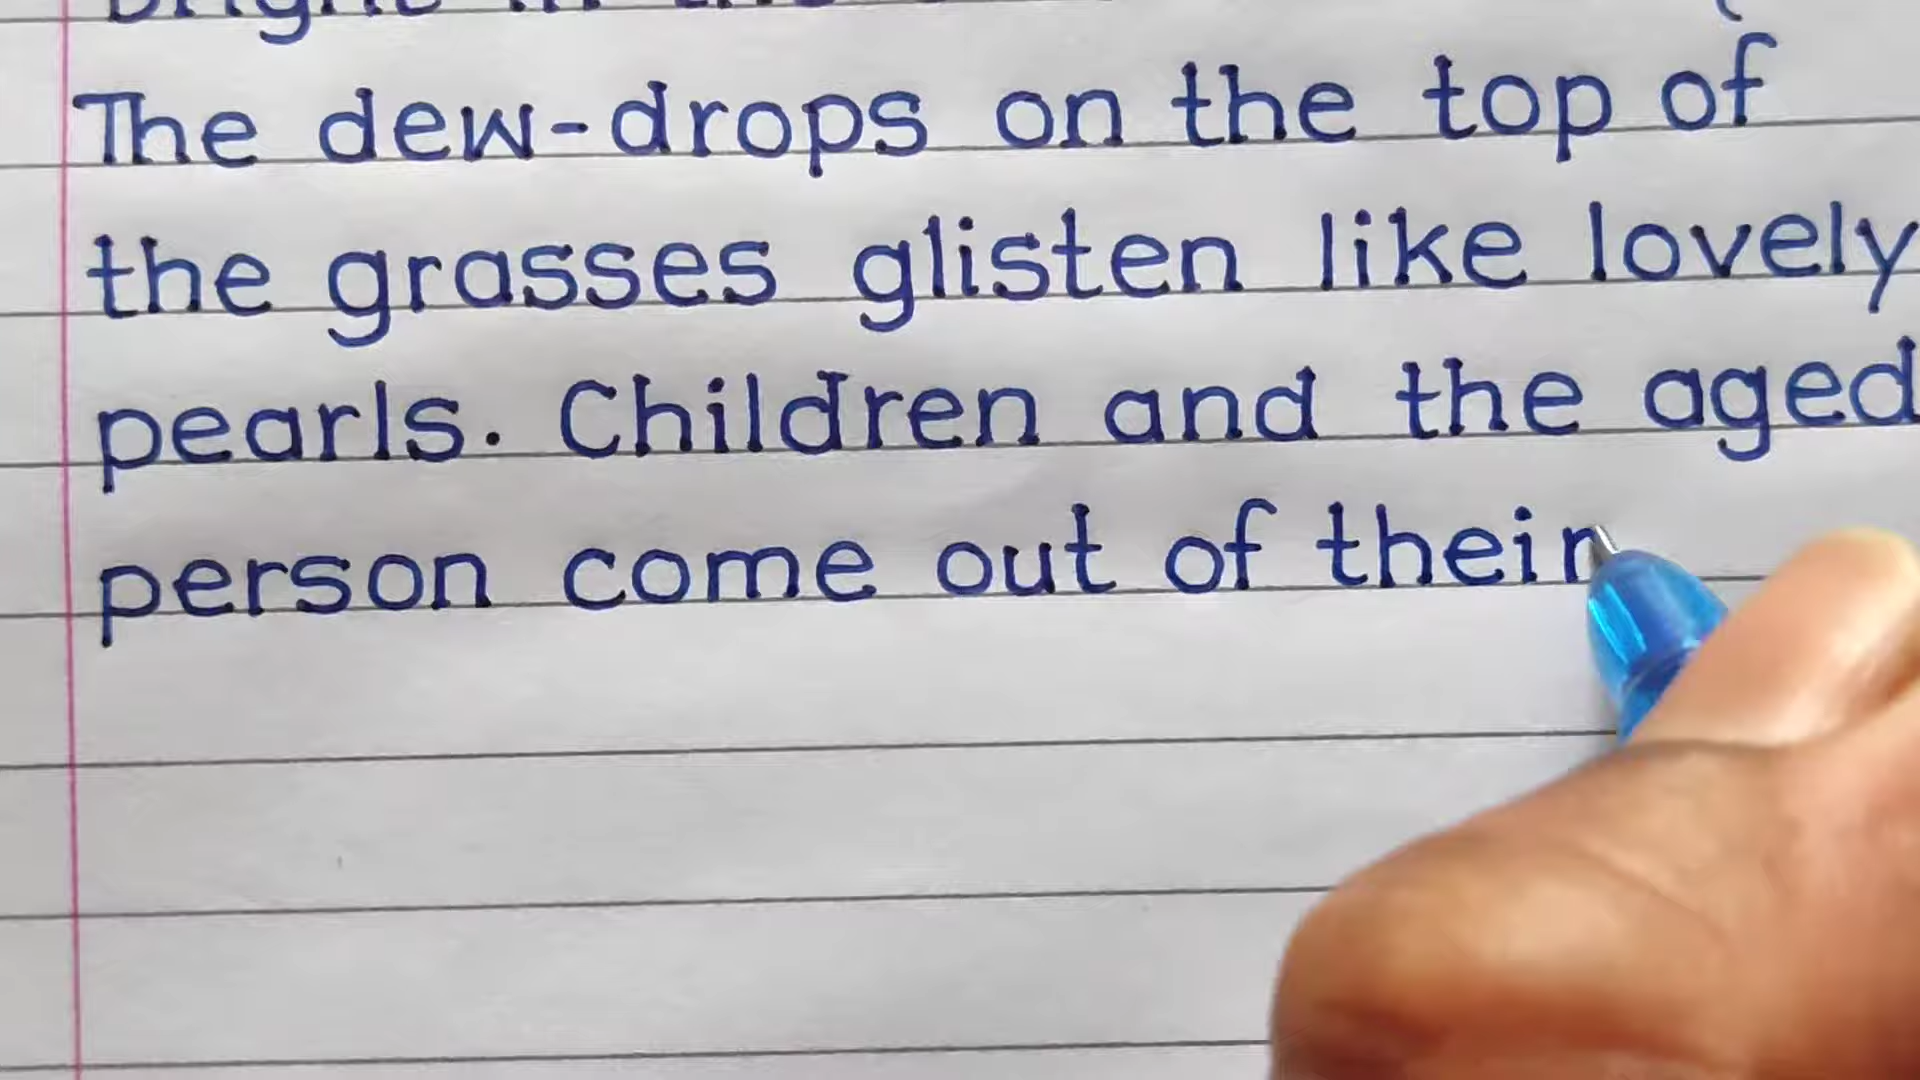 The dew-drops on the top of
the grasses glisten like lovely
pearls. Children and the aged
person come out of their